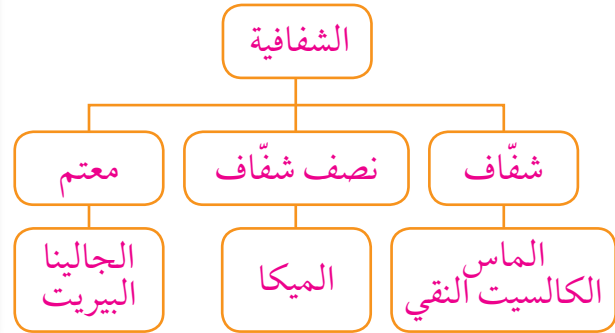 الشفافية
شفّاف
نصف شفّاف
معتم
الماس
الكالسيت النقي
الميكا
الجالينا
البيريت